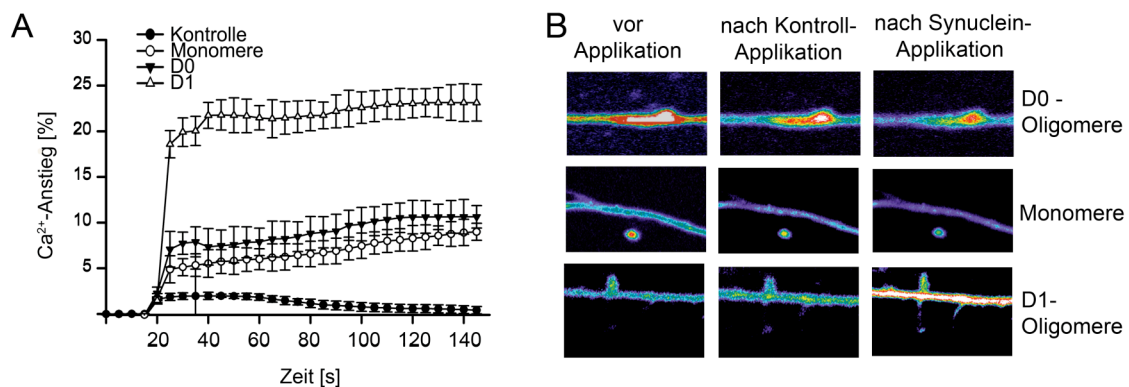 A
Kontrolle
Monomere
D0
D1
Ca²⁺-Anstieg [%]
30
25
20
15
10
5
20 40 60 80 100 120 140
Zeit [s]
B
vor
Applikation
nach Kontroll-
Applikation
nach Synuclein-
Applikation
D0 -
Oligomere
Monomere
D1-
Oligomere